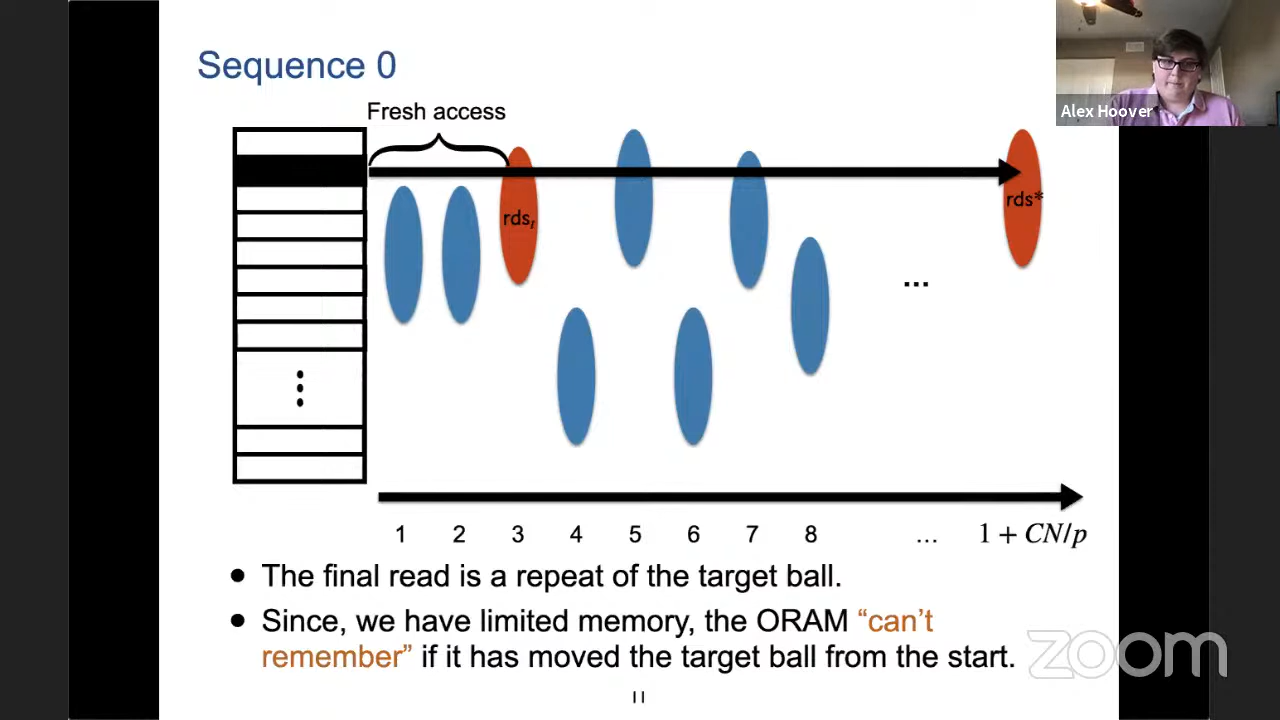 Sequence 0
Fresh access
Alex Hoover
rdsₜ
rds*
...
1 2 3 4 5 6 7 8 ... 1 + CN/p
• The final read is a repeat of the target ball.
• Since, we have limited memory, the ORAM “can’t
remember” if it has moved the target ball from the start.
11
zoom